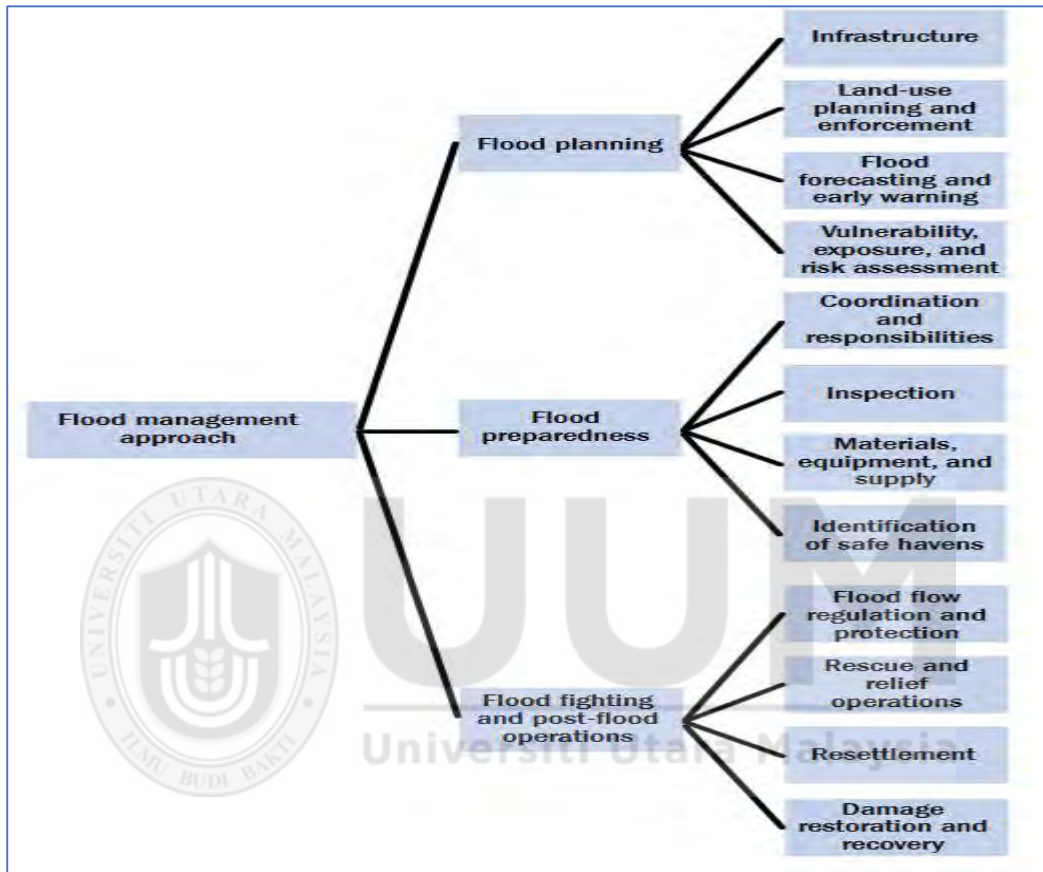 Infrastructure
Land-use
planning and
enforcement
Flood planning
Flood
forecasting and
early warning
Vulnerability,
exposure, and
risk assessment
Coordination
and
responsibilities
Inspection
Flood management
approach
Flood
preparedness
Materials,
equipment, and
supply
Identification
of safe havens
Flood flow
regulation and
protection
Rescue and
relief
operations
Flood fighting
and post-flood
operations
Resettlement
Damage
restoration and
recovery
UNIVERSITI UTARA MALAYSIA
ILMU BUDI BAKTI
UUM
Universiti Utara Malaysia